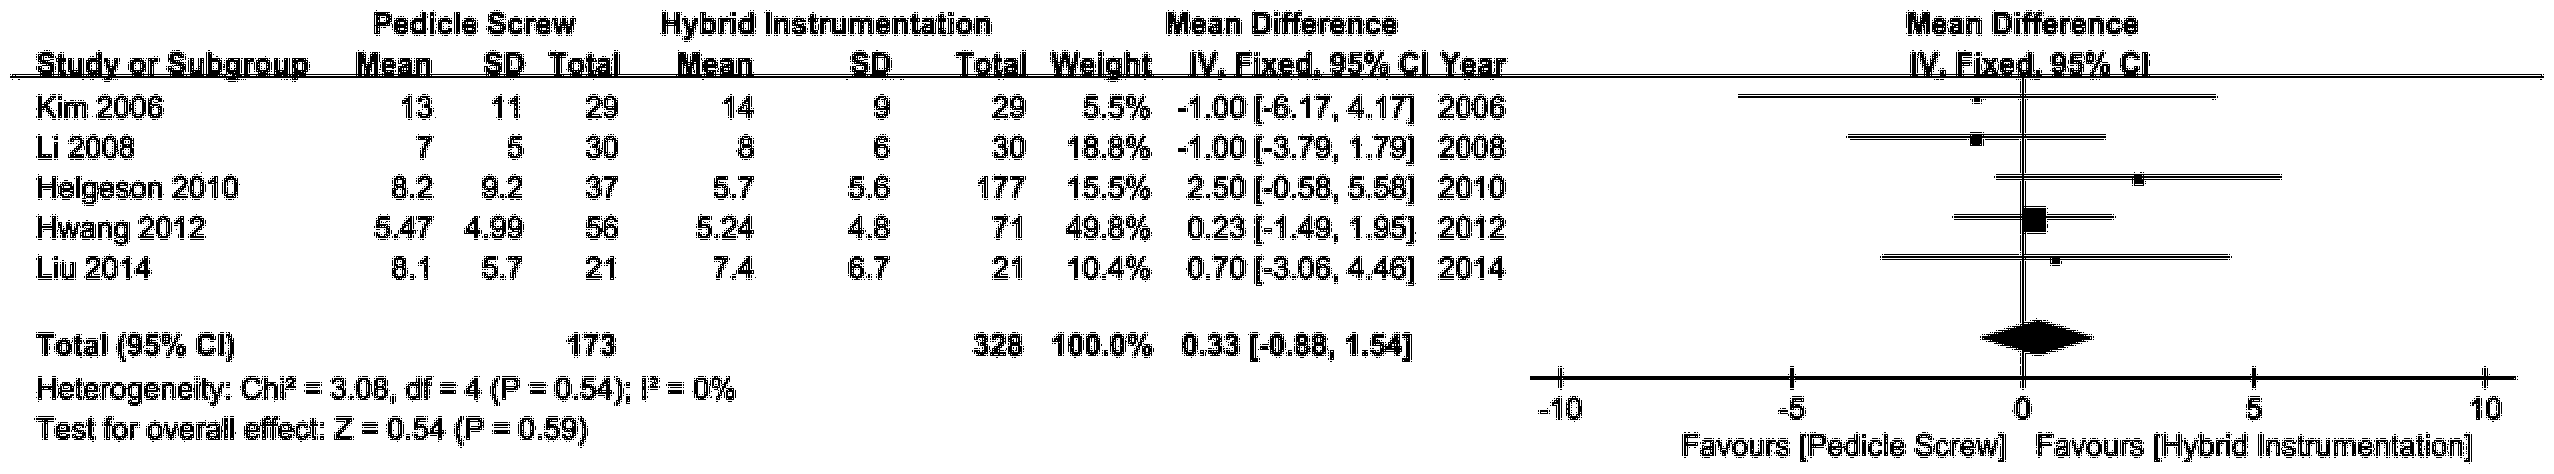 Pedicle Screw Hybrid Instrumentation Mean Difference Mean Difference
Study or Subgroup Mean SD Total Mean SD Total Weight IV, Fixed, 95% CI Year IV, Fixed, 95% CI
Kim 2006 13 11 29 14 9 29 5.5% -1.00 [-6.17, 4.17] 2006
Li 2008 7 5 30 8 6 30 18.8% -1.00 [-3.79, 1.79] 2008
Helgeson 2010 8.2 9.2 37 5.7 5.6 177 15.5% 2.50 [-0.58, 5.58] 2010
Hwang 2012 5.47 4.99 56 5.24 4.8 71 49.8% 0.23 [-1.49, 1.95] 2012
Liu 2014 8.1 5.7 21 7.4 6.7 21 10.4% 0.70 [-3.06, 4.46] 2014
Total (95% CI) 173 328 100.0% 0.33 [-0.88, 1.54]
Heterogeneity: Chi² = 3.06, df = 4 (P = 0.54); I² = 0%
Test for overall effect: Z = 0.54 (P = 0.59)
-10 -5 0 5 10
Favours [Pedicle Screw] Favours [Hybrid Instrumentation]